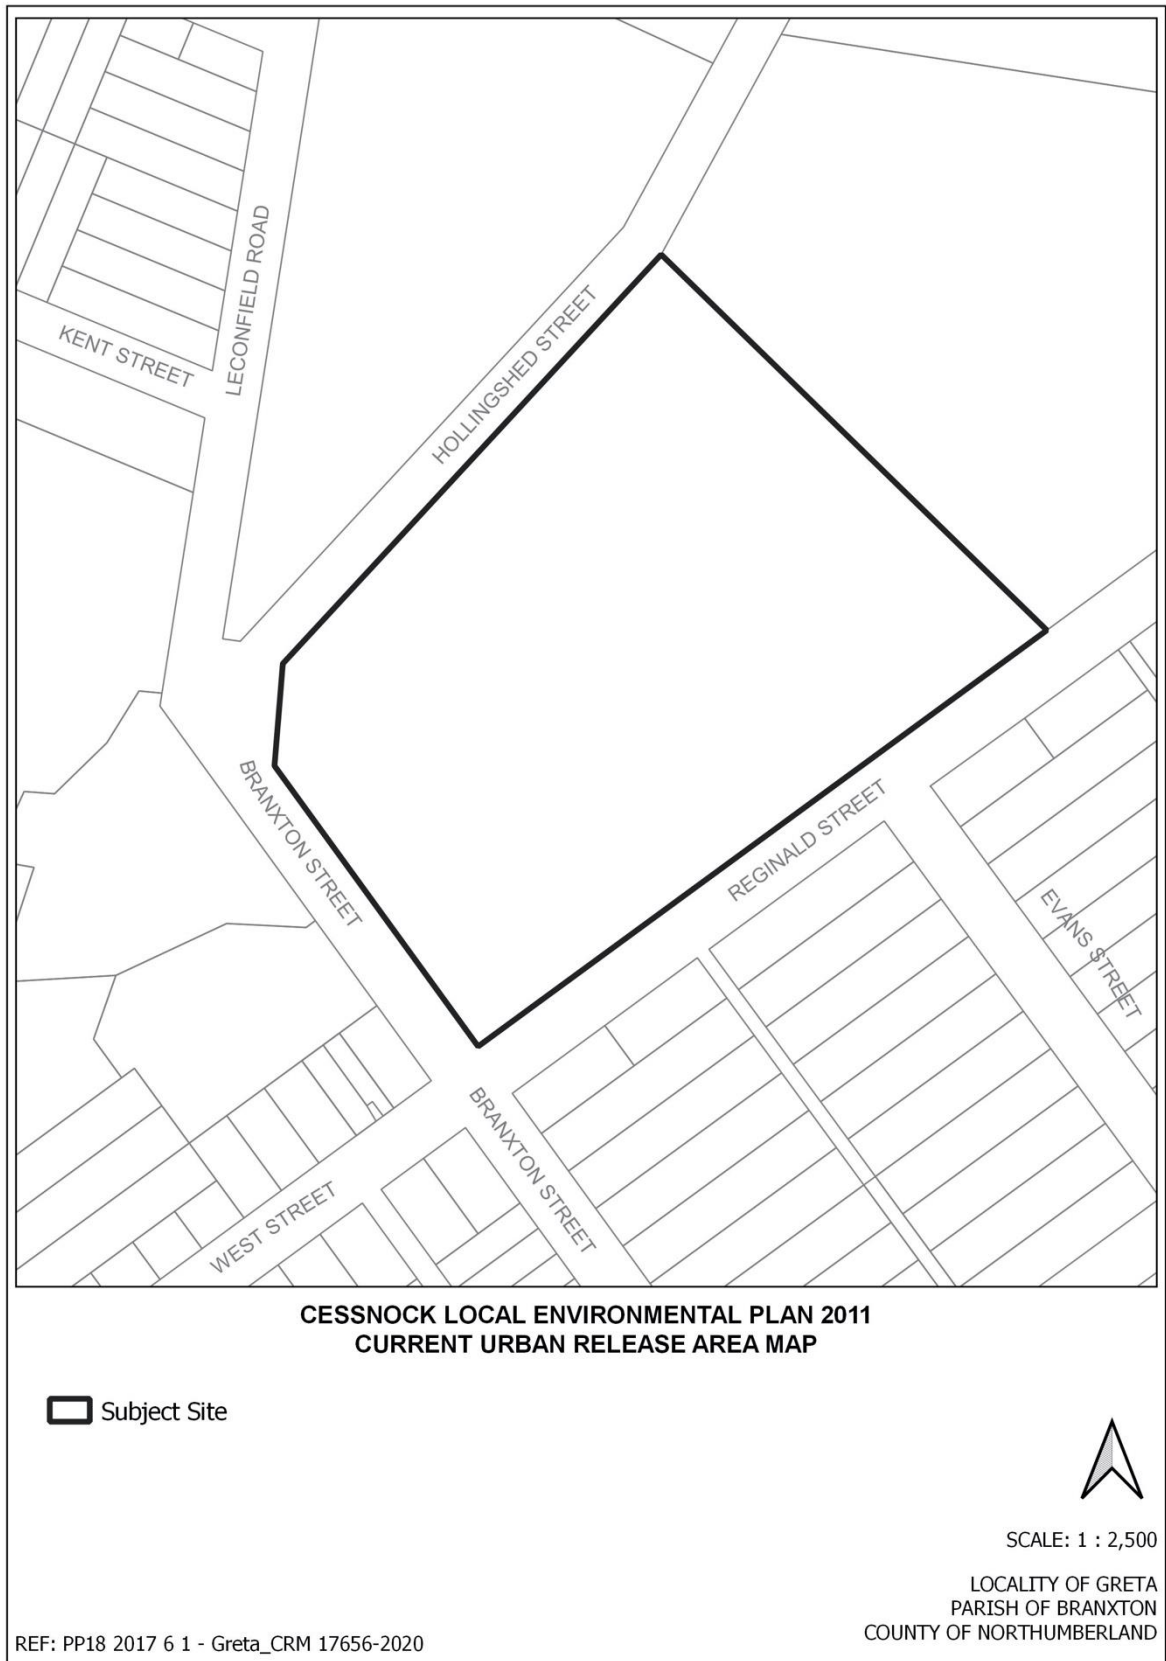 LECONFIELD ROAD
KENT STREET
HOLLINGSHED STREET
BRANXTON STREET
REGINALD STREET
EVANS STREET
BRANXTON STREET
WEST STREET
CESSNOCK LOCAL ENVIRONMENTAL PLAN 2011
CURRENT URBAN RELEASE AREA MAP
Subject Site
SCALE: 1 : 2,500
LOCALITY OF GRETA
PARISH OF BRANXTON
COUNTY OF NORTHUMBERLAND
REF: PP18 2017 6 1 - Greta_CRM 17656-2020